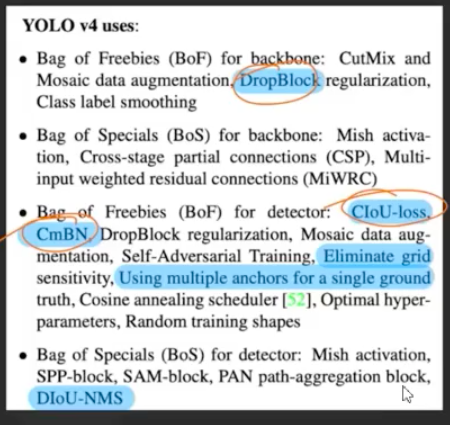 YOLO v4 uses:
• Bag of Freebies (BoF) for backbone: CutMix and
Mosaic data augmentation, DropBlock regularization,
Class label smoothing
• Bag of Specials (BoS) for backbone: Mish activa-
tion, Cross-stage partial connections (CSP), Multi-
input weighted residual connections (MiWRC)
• Bag of Freebies (BoF) for detector: CIoU-loss,
CmBN, DropBlock regularization, Mosaic data aug-
mentation, Self-Adversarial Training, Eliminate grid
sensitivity, Using multiple anchors for a single ground
truth, Cosine annealing scheduler [52], Optimal hyper-
parameters, Random training shapes
• Bag of Specials (BoS) for detector: Mish activation,
SPP-block, SAM-block, PAN path-aggregation block,
DIoU-NMS